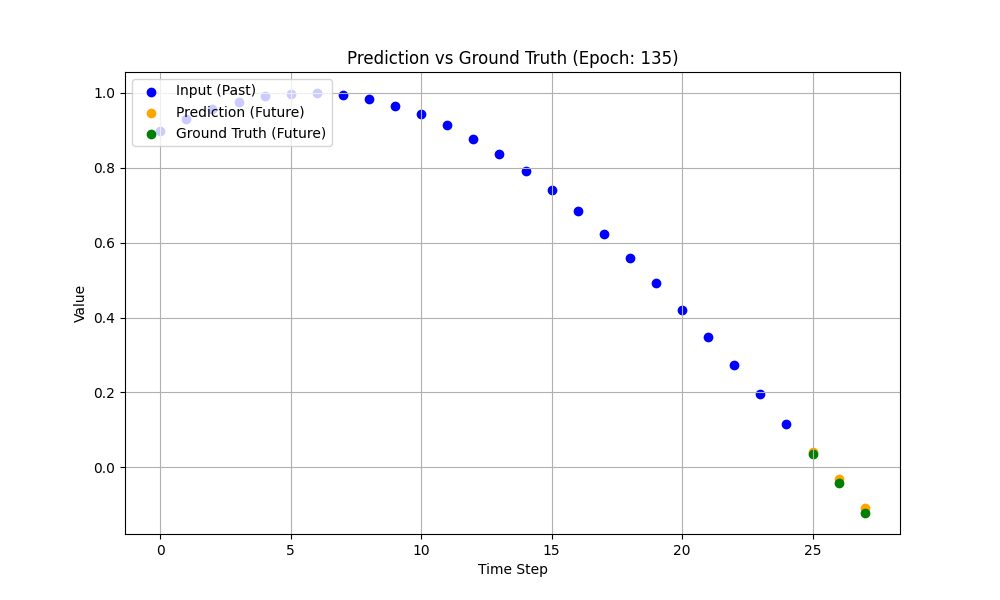 Prediction vs Ground Truth (Epoch: 135)
Input (Past)
Prediction (Future)
Ground Truth (Future)
1.0
0.8
0.6
0.4
0.2
0.0
Value
0 5 10 15 20 25
Time Step